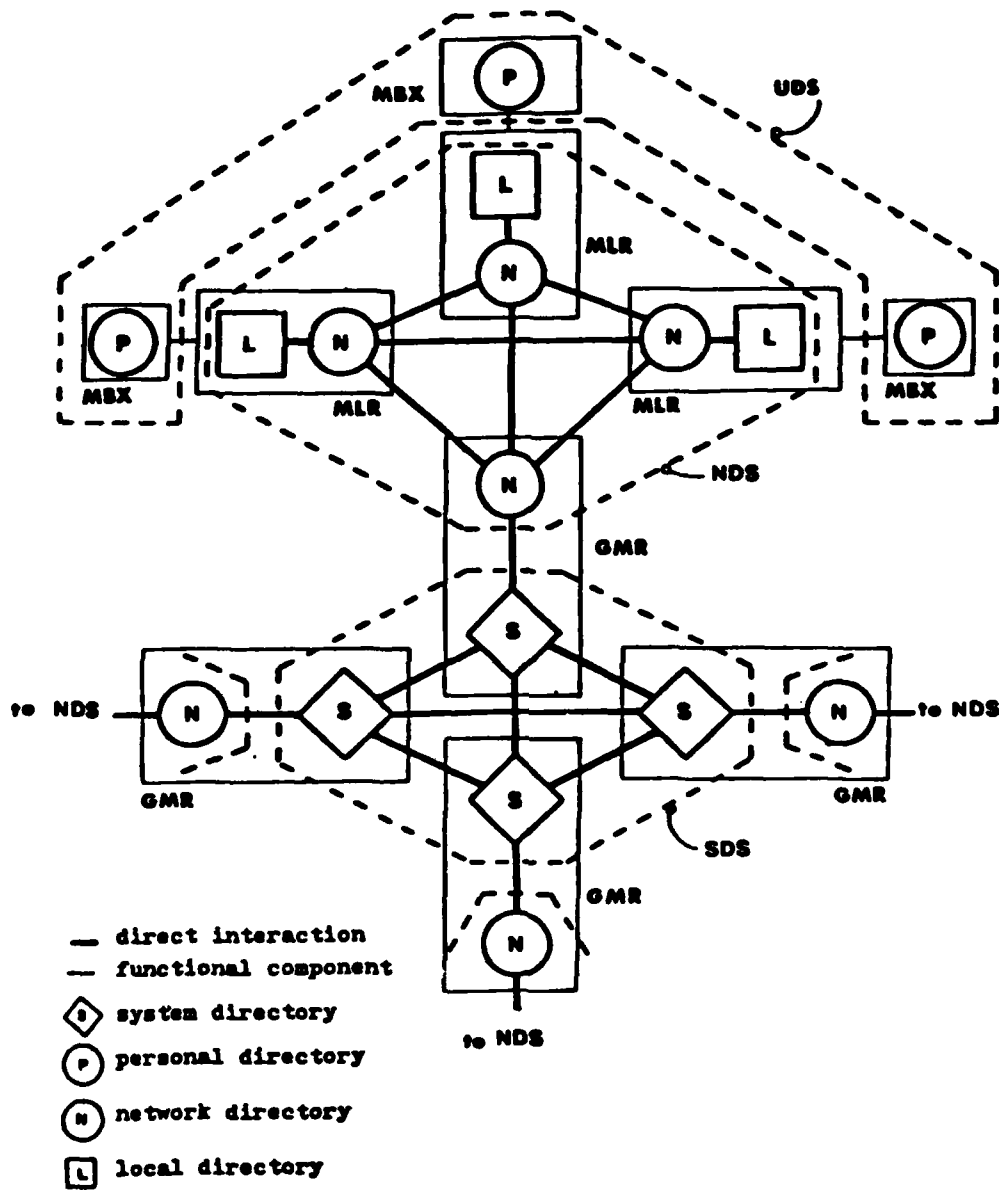 P
MBX
UDS
L
MLR
N
P
L
N
N
L
P
MBX
MLR
MLR
MBX
N
NDS
GMR
S
to NDS
N
S
S
N
to NDS
GMR
GMR
S
SDS
GMR
N
to NDS
direct interaction
functional component
S system directory
P personal directory
N network directory
L local directory